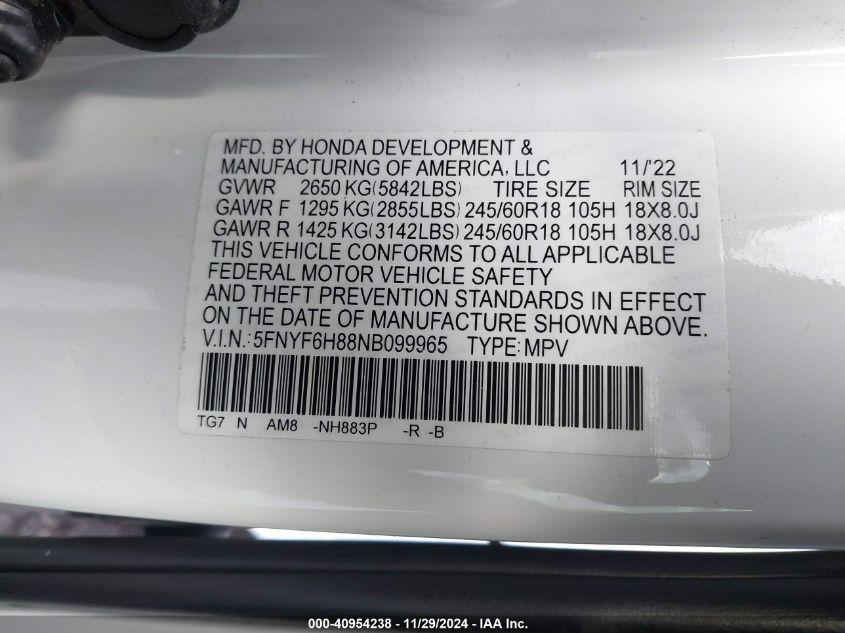 MFD. BY HONDA DEVELOPMENT &
MANUFACTURING OF AMERICA, LLC 11/'22
GVWR 2650 KG(5842LBS) TIRE SIZE RIM SIZE
GAWR F 1295 KG(2855LBS) 245/60R18 105H 18X8.0J
GAWR R 1425 KG(3142LBS) 245/60R18 105H 18X8.0J
THIS VEHICLE CONFORMS TO ALL APPLICABLE
FEDERAL MOTOR VEHICLE SAFETY
AND THEFT PREVENTION STANDARDS IN EFFECT
ON THE DATE OF MANUFACTURE SHOWN ABOVE.
V.I.N.:5FNYF6H88NB099965 TYPE:MPV
TG7 N AM8 -NH883P -R -B
000-40954238 - 11/29/2024 - IAA Inc.